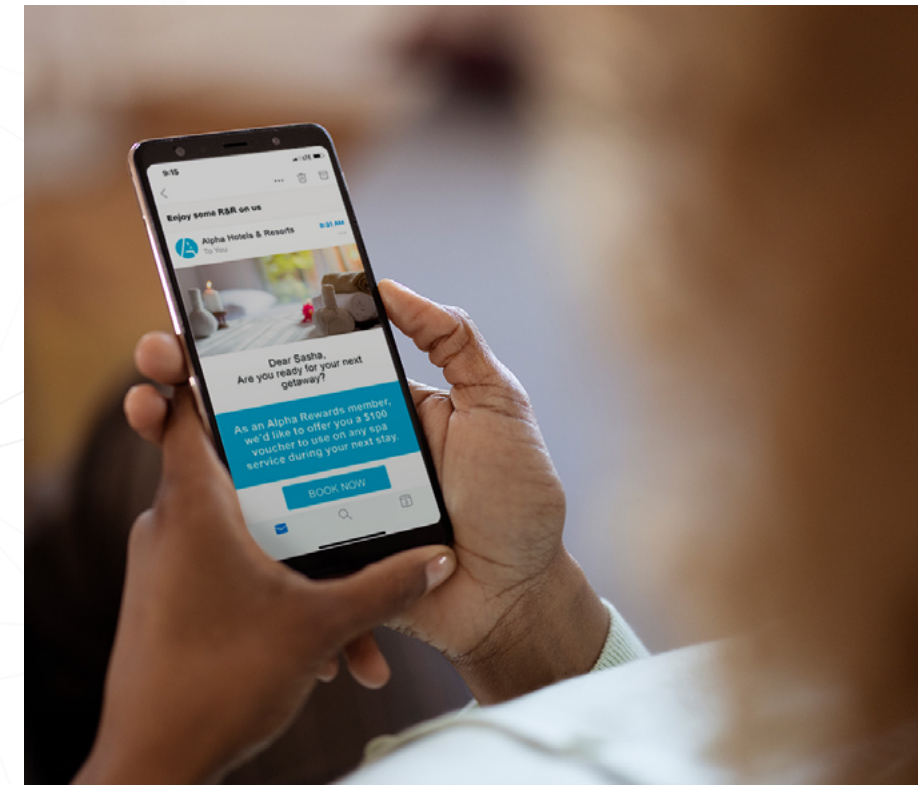 9:15
LTE
Enjoy some R&R on us
Alpha Hotels & Resorts
To You
Dear Sasha,
Are you ready for your next
getaway?
As an Alpha Rewards member,
we'd like to offer you a $100
voucher to use on any spa
service during your next stay.
BOOK NOW